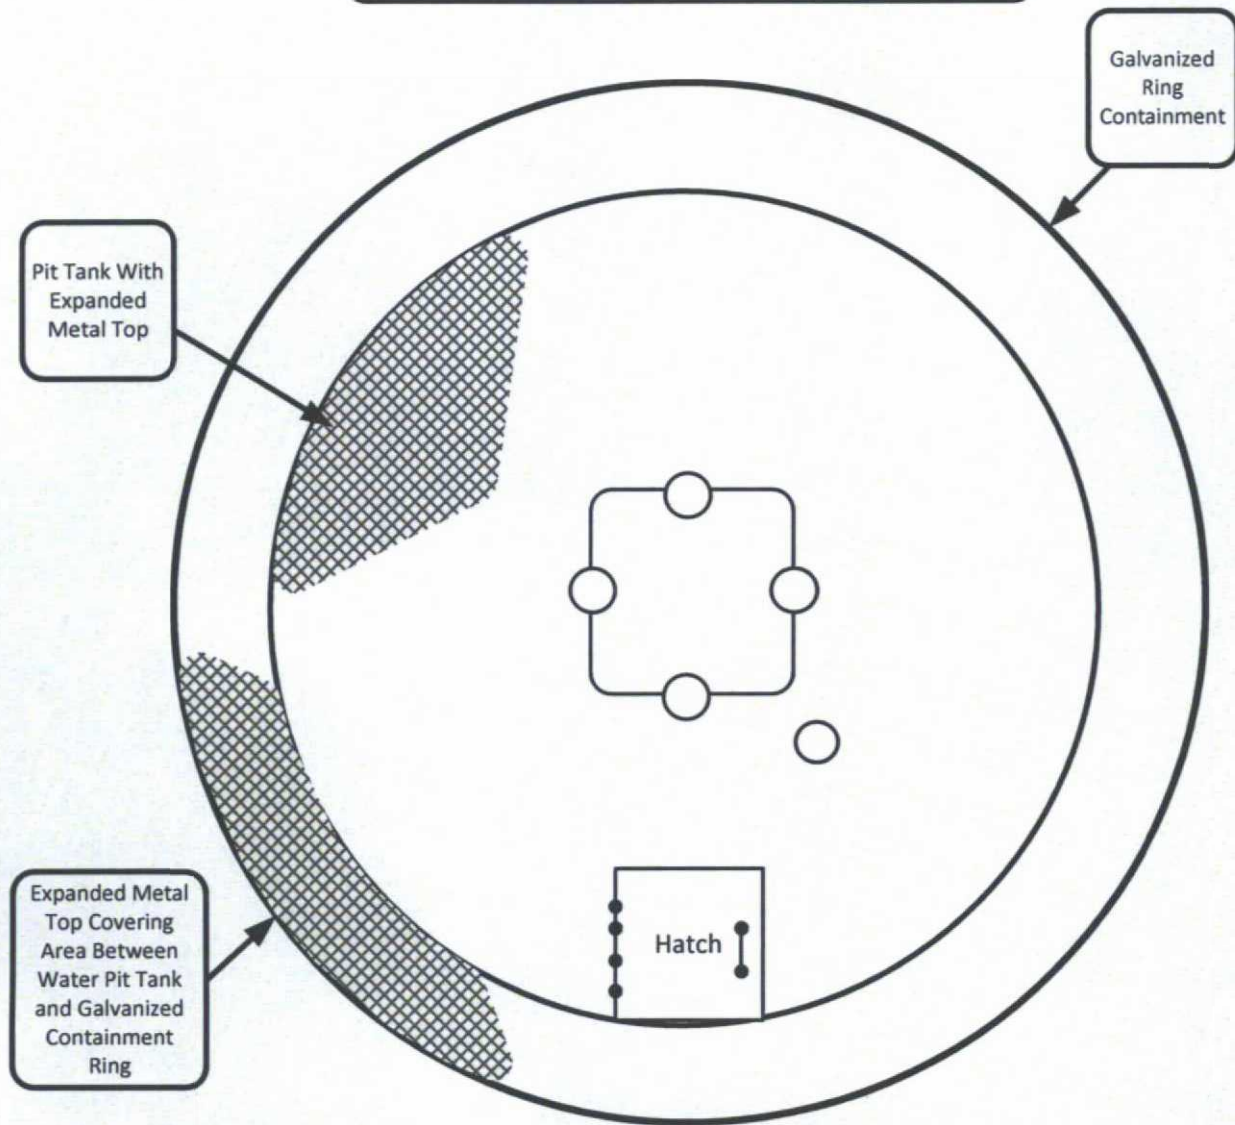 Galvanized
Ring
Containment
Pit Tank With
Expanded
Metal Top
Expanded Metal
Top Covering
Area Between
Water Pit Tank
and Galvanized
Containment
Ring
Hatch